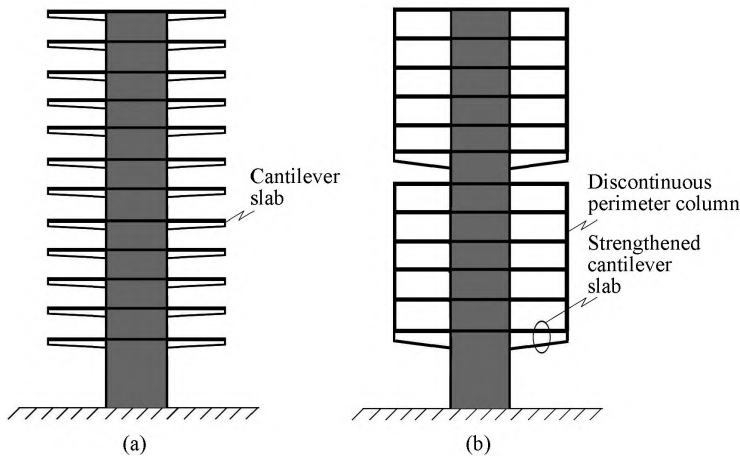 Cantilever
slab
Discontinuous
perimeter column
Strengthened
cantilever
slab
(a)
(b)